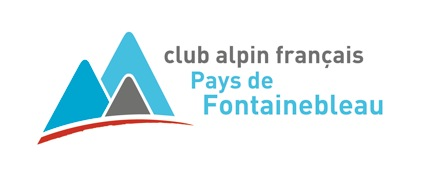 club alpin français
Pays de
Fontainebleau